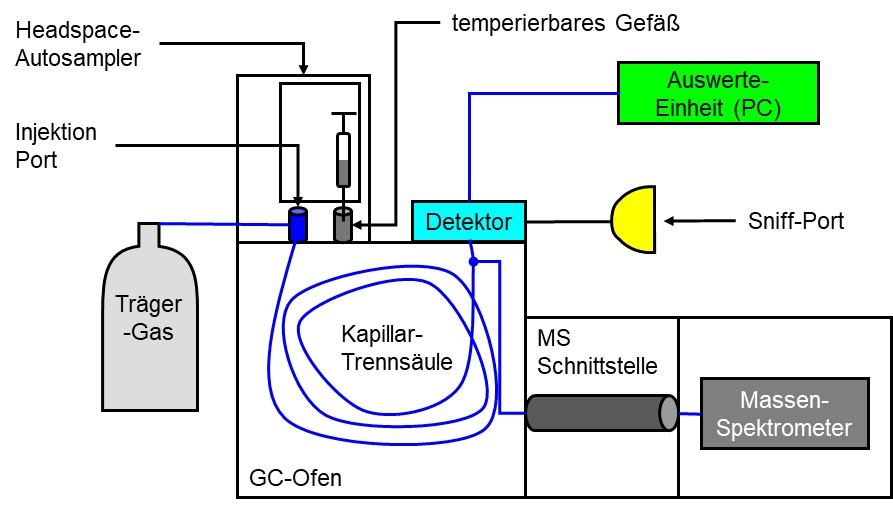 Headspace-
Autosampler
temperierbares Gefäß
Auswerte-
Einheit (PC)
Injektion
Port
Detektor
Sniff-Port
Träger
-Gas
Kapillar-
Trennsäule
MS
Schnittstelle
Massen-
Spektrometer
GC-Ofen